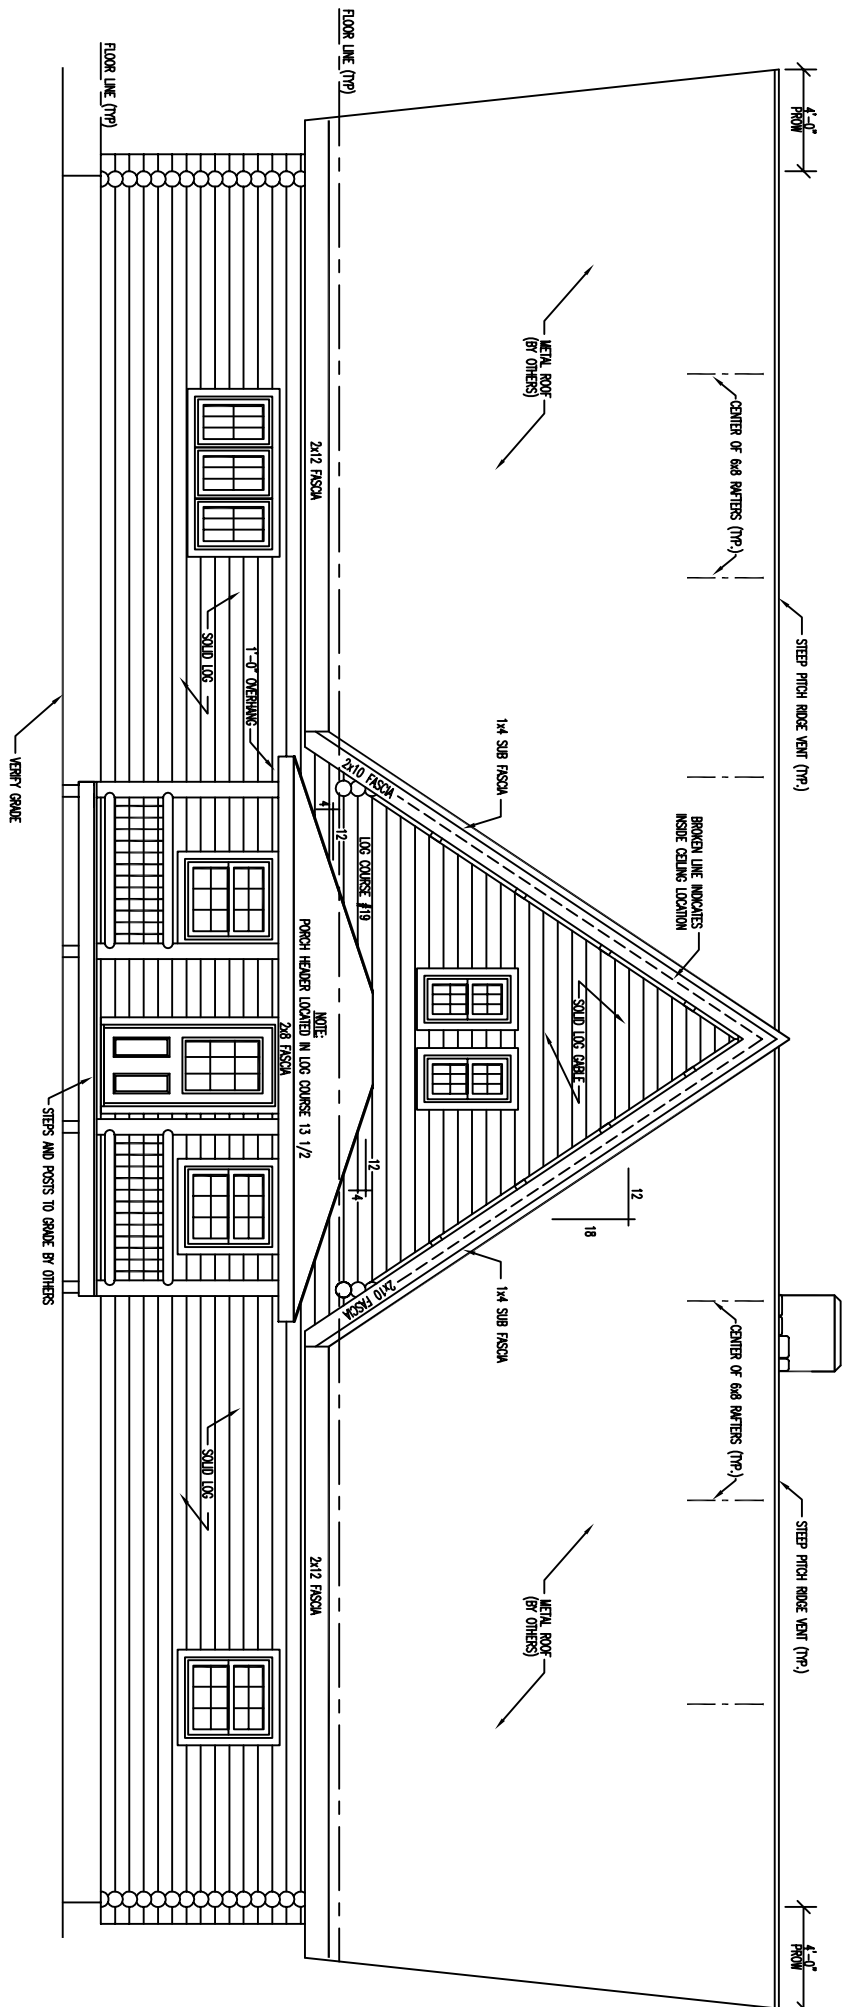 4'-0"
PROW
4'-0"
PROW
STEEP PITCH RIDGE VENT (TYP.)
STEEP PITCH RIDGE VENT (TYP.)
CENTER OF 6x8 RAFTERS (TYP.)
CENTER OF 6x8 RAFTERS (TYP.)
BROKEN LINE INDICATES
INSIDE CEILING LOCATION
METAL ROOF
(BY OTHERS)
METAL ROOF
(BY OTHERS)
12
18
SOLID LOG GABLE
1x4 SUB FASCIA
1x4 SUB FASCIA
2x10 FASCIA
2x10 FASCIA
LOG COURSE #19
12
4
12
4
FLOOR LINE (TYP)
2x12 FASCIA
2x12 FASCIA
NOTE:
PORCH HEADER LOCATED IN LOG COURSE 13 1/2
2x8 FASCIA
1'-0" OVERHANG
SOLID LOG
SOLID LOG
FLOOR LINE (TYP)
STEPS AND POSTS TO GRADE BY OTHERS
VERIFY GRADE